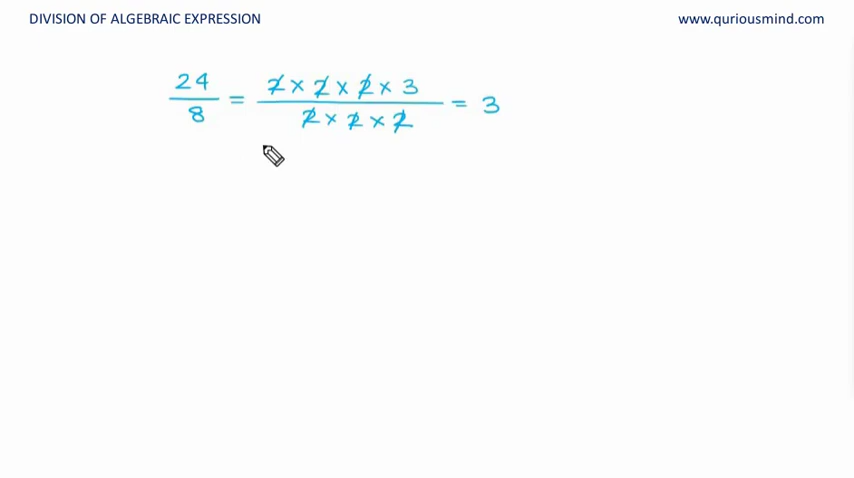 DIVISION OF ALGEBRAIC EXPRESSION
www.quriousmind.com
24/8 = 2 × 2 × 2 × 3 / 2 × 2 × 2 = 3